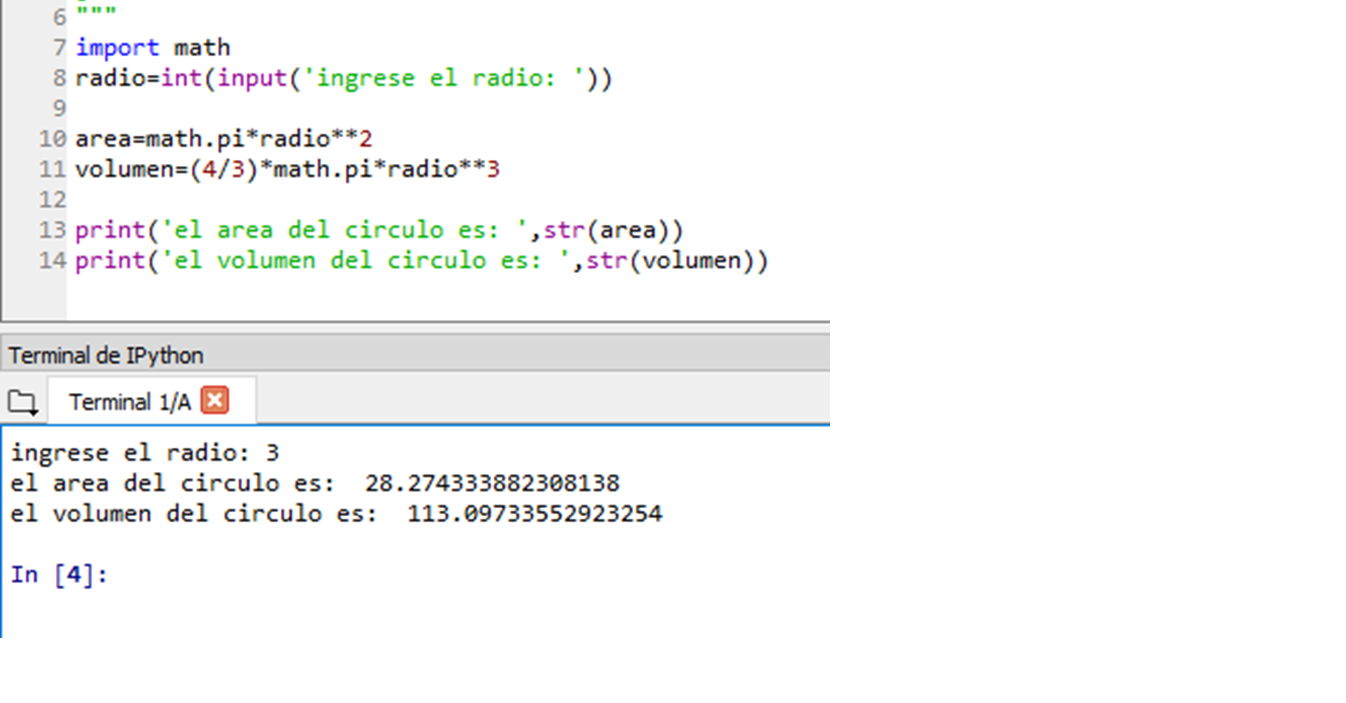 6 """
7 import math
8 radio=int(input('ingrese el radio: '))
9
10 area=math.pi*radio**2
11 volumen=(4/3)*math.pi*radio**3
12
13 print('el area del circulo es: ',str(area))
14 print('el volumen del circulo es: ',str(volumen))
Terminal de IPython
Terminal 1/A
ingrese el radio: 3
el area del circulo es:  28.274333882308138
el volumen del circulo es:  113.09733552923254
In [4]: